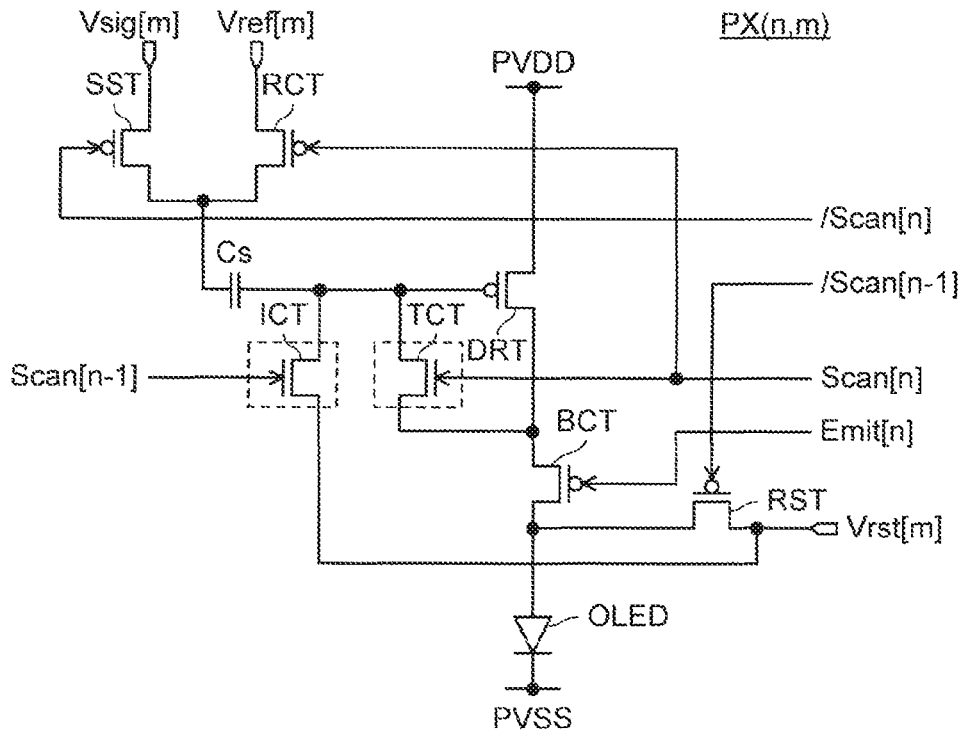 Vsig[m] Vref[m] PX(n,m)
PVDD
SST RCT
/Scan[n]
Cs
/Scan[n-1]
ICT TCT
DRT
Scan[n-1] Scan[n]
BCT Emit[n]
RST
Vrst[m]
OLED
PVSS